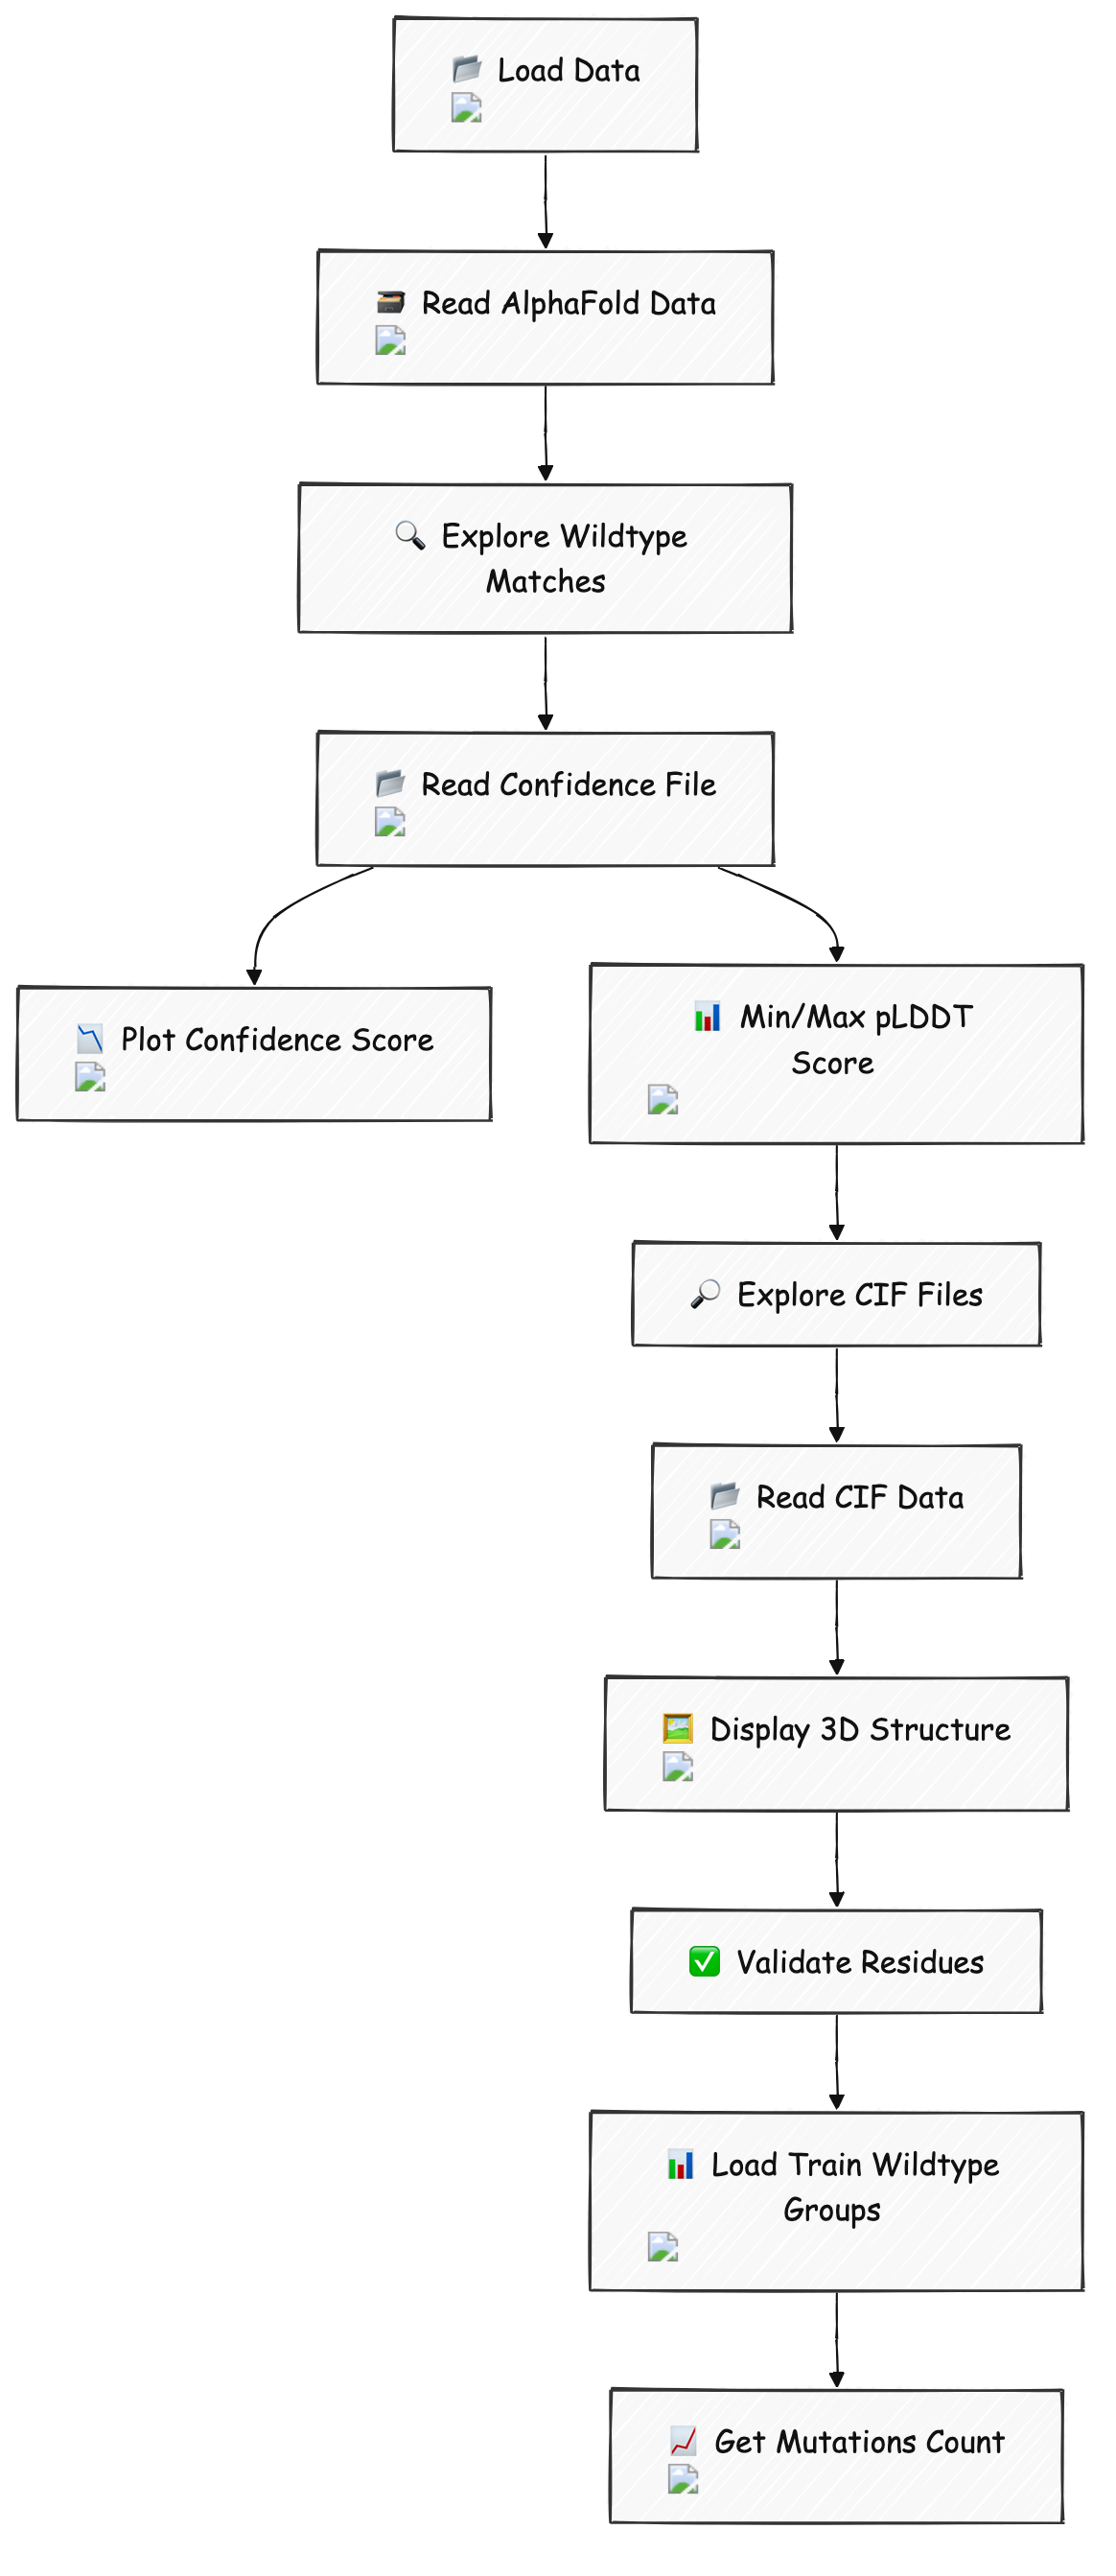 Load Data
Read AlphaFold Data
Explore Wildtype
Matches
Read Confidence File
Plot Confidence Score
Min/Max pLDDT
Score
Explore CIF Files
Read CIF Data
Display 3D Structure
Validate Residues
Load Train Wildtype
Groups
Get Mutations Count